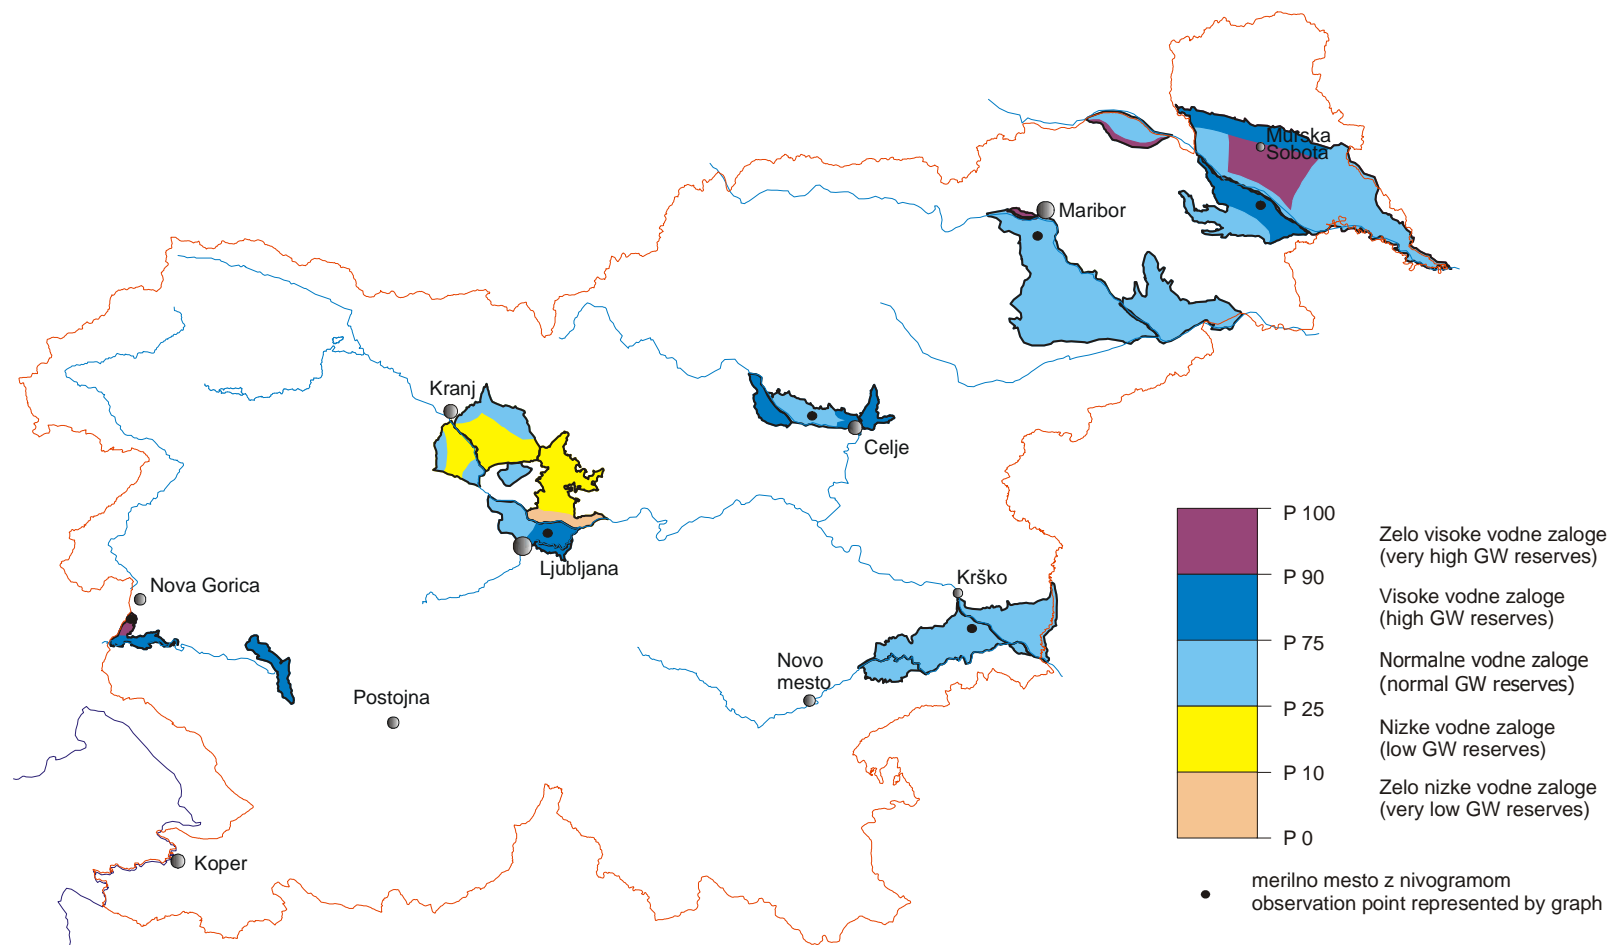 Murska
Sobota
Maribor
Kranj
Celje
Ljubljana
Nova Gorica
Krško
Novo
mesto
Postojna
Koper
P 100
Zelo visoke vodne zaloge
(very high GW reserves)
P 90
Visoke vodne zaloge
(high GW reserves)
P 75
Normalne vodne zaloge
(normal GW reserves)
P 25
Nizke vodne zaloge
(low GW reserves)
P 10
Zelo nizke vodne zaloge
(very low GW reserves)
P 0
merilno mesto z nivogramom
observation point represented by graph